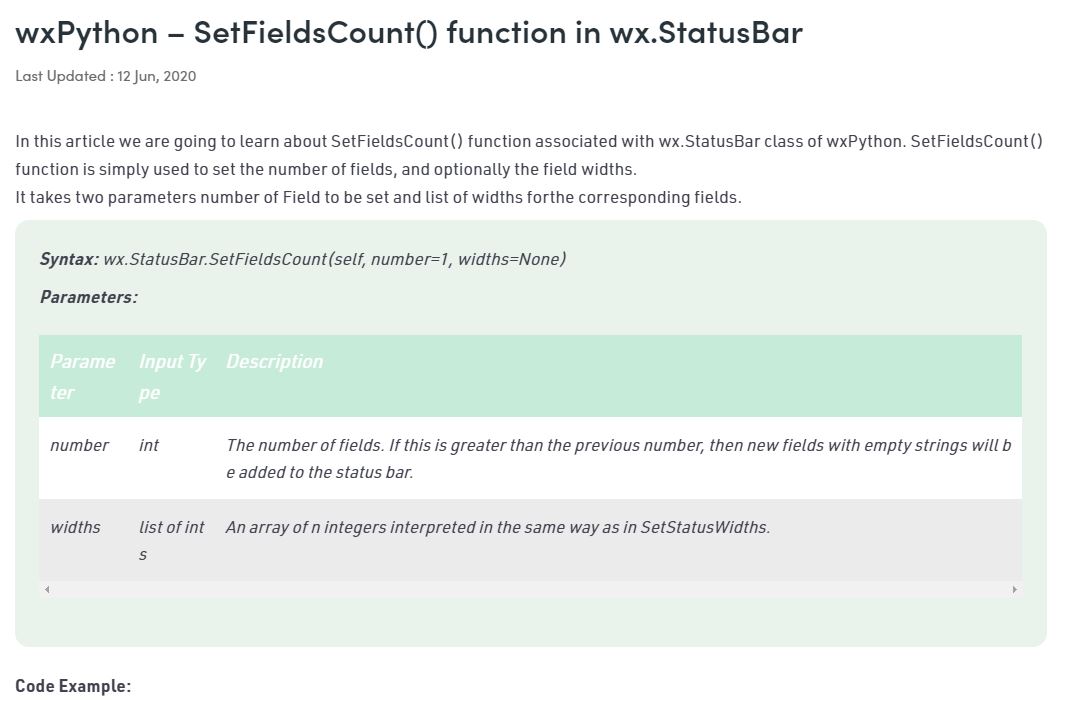 wxPython – SetFieldsCount() function in wx.StatusBar
Last Updated : 12 Jun, 2020
In this article we are going to learn about SetFieldsCount() function associated with wx.StatusBar class of wxPython. SetFieldsCount()
function is simply used to set the number of fields, and optionally the field widths.
It takes two parameters number of Field to be set and list of widths forthe corresponding fields.
Syntax: wx.StatusBar.SetFieldsCount(self, number=1, widths=None)
Parameters:
Parame Input Ty Description
ter pe
number int The number of fields. If this is greater than the previous number, then new fields with empty strings will b
e added to the status bar.
widths list of int An array of n integers interpreted in the same way as in SetStatusWidths.
s
Code Example: